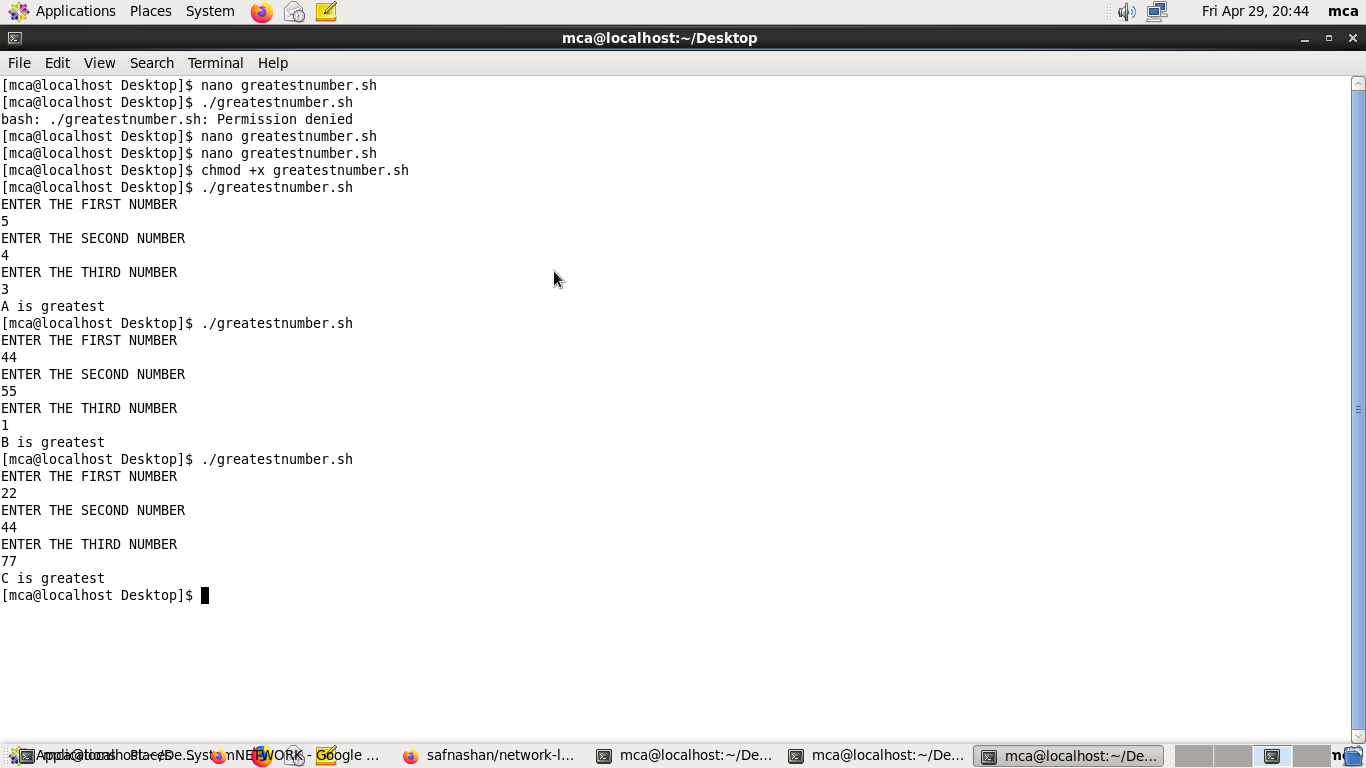 Applications Places System Fri Apr 29, 20:44 mca
mca@localhost:~/Desktop
File Edit View Search Terminal Help
[mca@localhost Desktop]$ nano greatestnumber.sh
[mca@localhost Desktop]$ ./greatestnumber.sh
bash: ./greatestnumber.sh: Permission denied
[mca@localhost Desktop]$ nano greatestnumber.sh
[mca@localhost Desktop]$ nano greatestnumber.sh
[mca@localhost Desktop]$ chmod +x greatestnumber.sh
[mca@localhost Desktop]$ ./greatestnumber.sh
ENTER THE FIRST NUMBER
5
ENTER THE SECOND NUMBER
4
ENTER THE THIRD NUMBER
3
A is greatest
[mca@localhost Desktop]$ ./greatestnumber.sh
ENTER THE FIRST NUMBER
44
ENTER THE SECOND NUMBER
55
ENTER THE THIRD NUMBER
1
B is greatest
[mca@localhost Desktop]$ ./greatestnumber.sh
ENTER THE FIRST NUMBER
22
ENTER THE SECOND NUMBER
44
ENTER THE THIRD NUMBER
77
C is greatest
[mca@localhost Desktop]$
NETWORK - Google ... safnashan/network-l... mca@localhost:~/De... mca@localhost:~/De... mca@localhost:~/De...